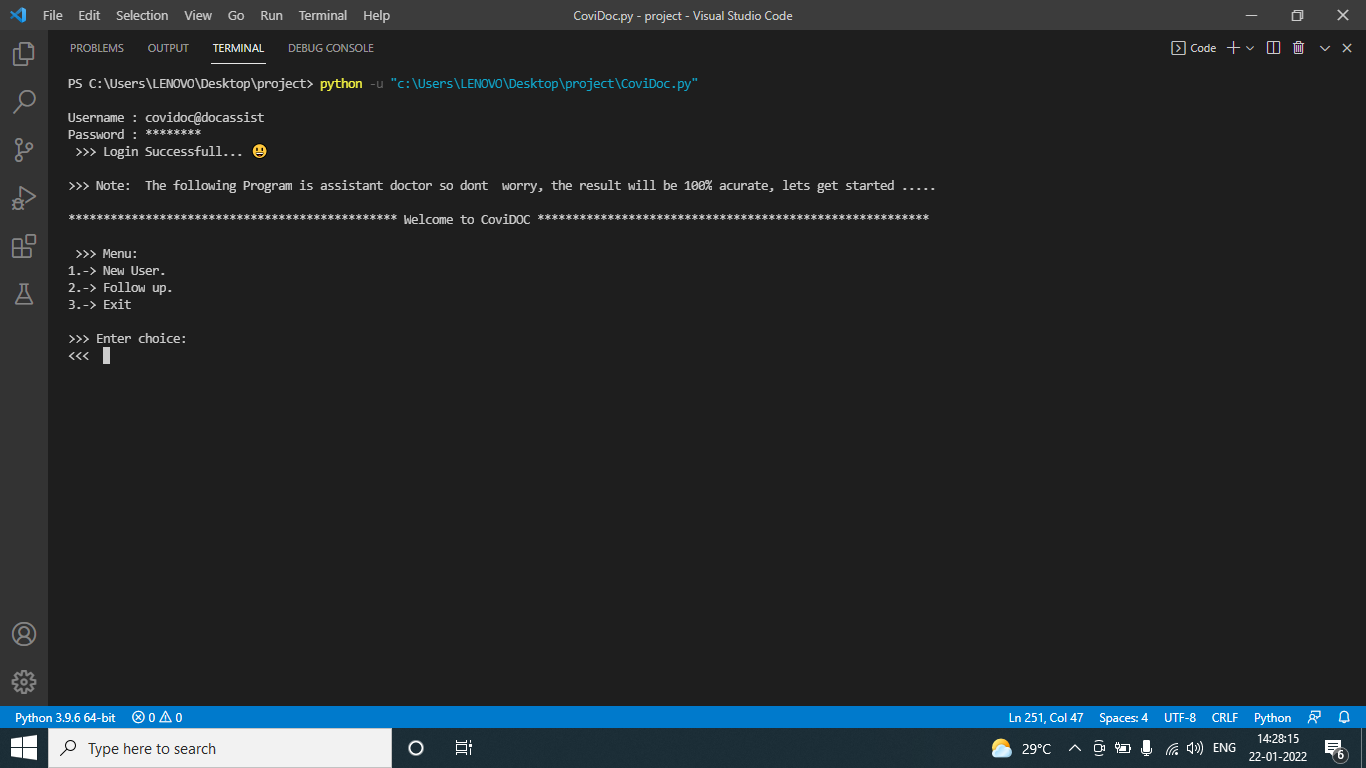 File Edit Selection View Go Run Terminal Help CoviDoc.py - project - Visual Studio Code
PROBLEMS OUTPUT TERMINAL DEBUG CONSOLE Code
PS C:\Users\LENOVO\Desktop\project> python -u "c:\Users\LENOVO\Desktop\project\CoviDoc.py"
Username : covidoc@docassist
Password : ********
>>> Login Successfull... 😃
>>> Note:  The following Program is assistant doctor so dont  worry, the result will be 100% acurate, lets get started .....
*********************************************** Welcome to CoviDOC ********************************************************
>>> Menu:
1.-> New User.
2.-> Follow up.
3.-> Exit
>>> Enter choice:
<<<
Python 3.9.6 64-bit 0 0 Ln 251, Col 47 Spaces: 4 UTF-8 CRLF Python
Type here to search 29°C ENG 14:28:15
22-01-2022 6